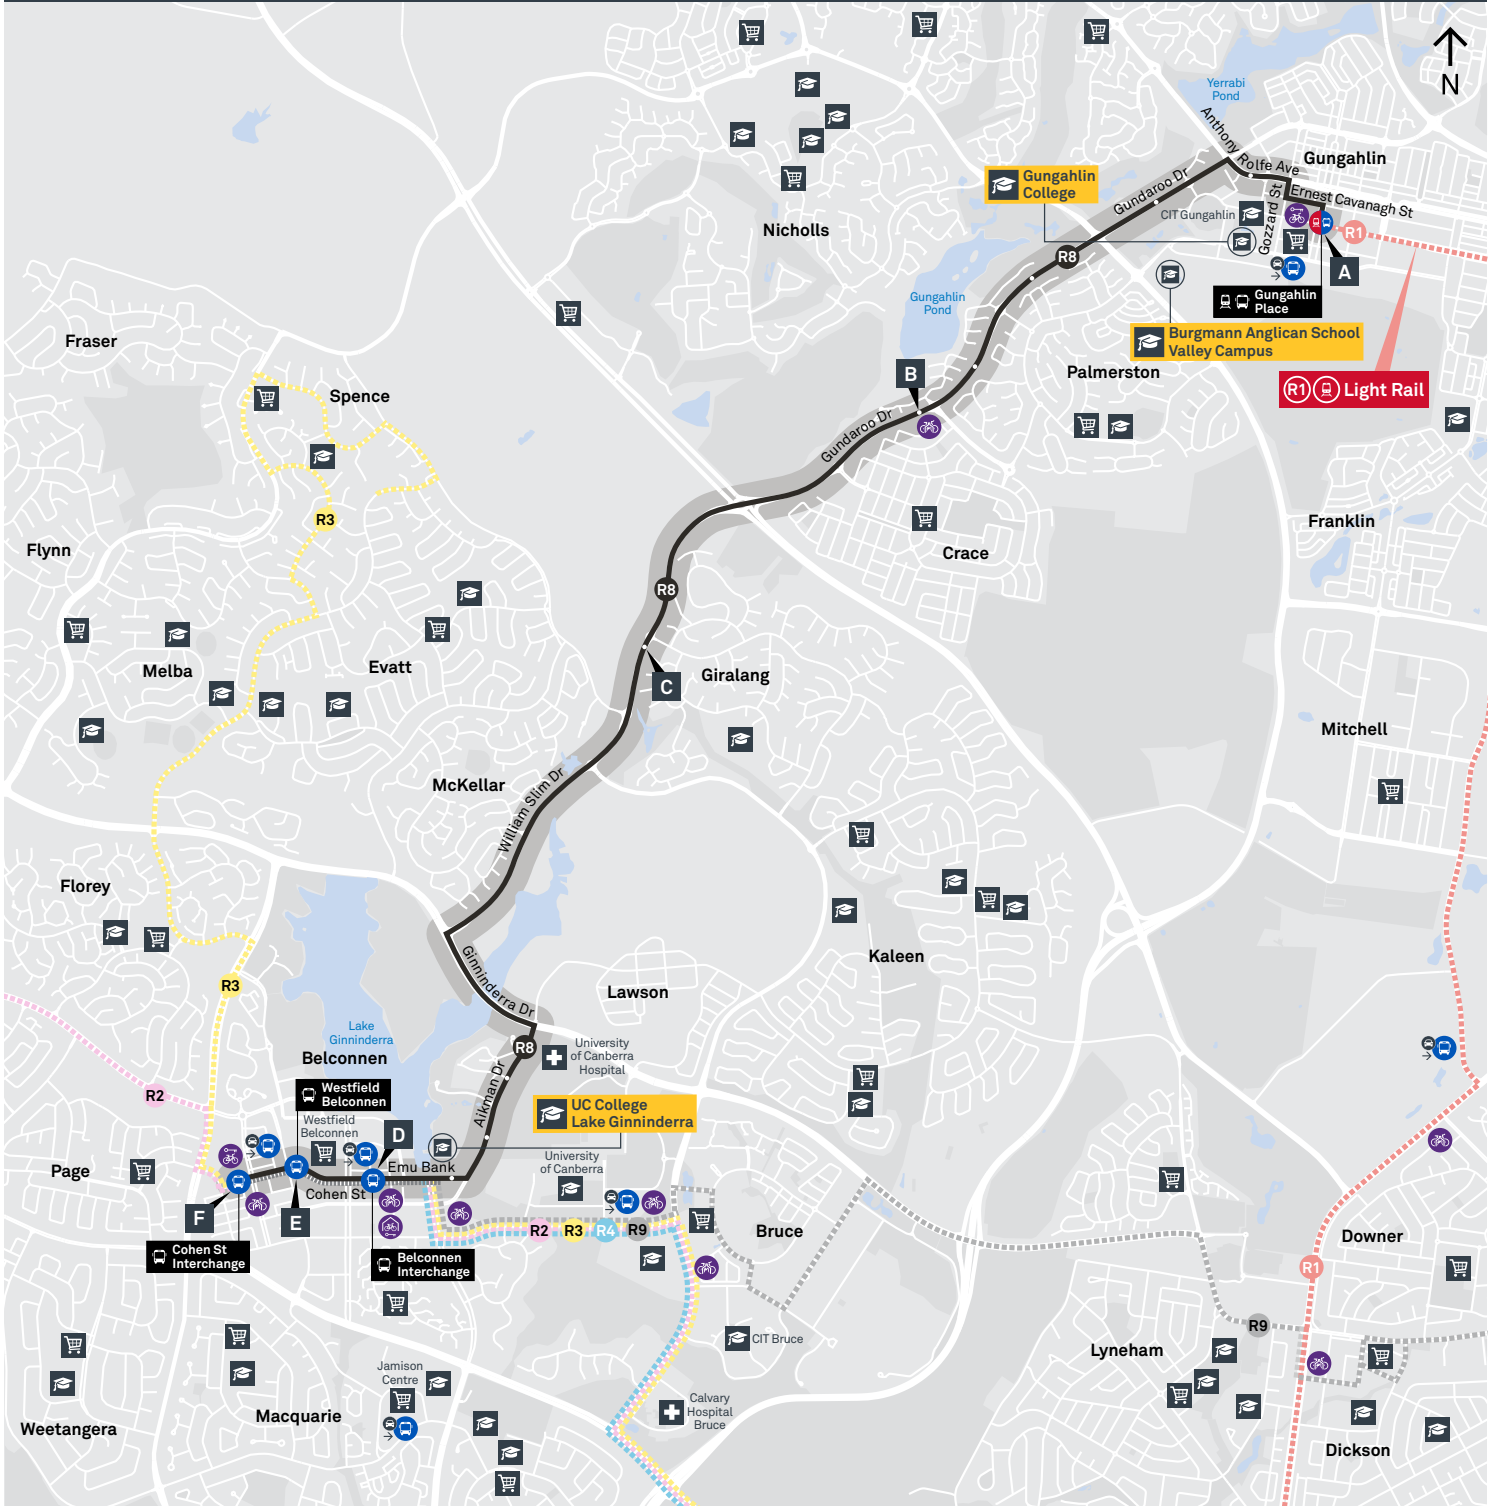 N
Yerrabi
Pond
Anthony Rolfe Ave
Gungahlin
Gungahlin
College
Gundaroo Dr
Ernest Cavanagh St
CIT Gungahlin
Gozzard St
Nicholls
R1
R8
A
Gungahlin
Pond
Gungahlin
Place
Burgmann Anglican School
Valley Campus
Fraser
Palmerston
B
R1 Light Rail
Spence
Gundaroo Dr
R3
Franklin
Flynn
Crace
R8
Melba
Evatt
Giralang
C
Mitchell
McKellar
William Slim Dr
Florey
Kaleen
Ginninderra Dr
R3
Lawson
Lake
Ginninderra
R8
University
of Canberra
Hospital
Belconnen
Westfield
Belconnen
R2
Aikman Dr
UC College
Lake Ginninderra
Westfield
Belconnen
D
Emu Bank
University
of Canberra
Page
Cohen St
F
E
R2
R3
R4
R9
Bruce
Downer
Cohen St
Interchange
Belconnen
Interchange
R1
R9
CIT Bruce
Lyneham
Jamison
Centre
Calvary
Hospital
Bruce
Macquarie
Weetangera
Dickson